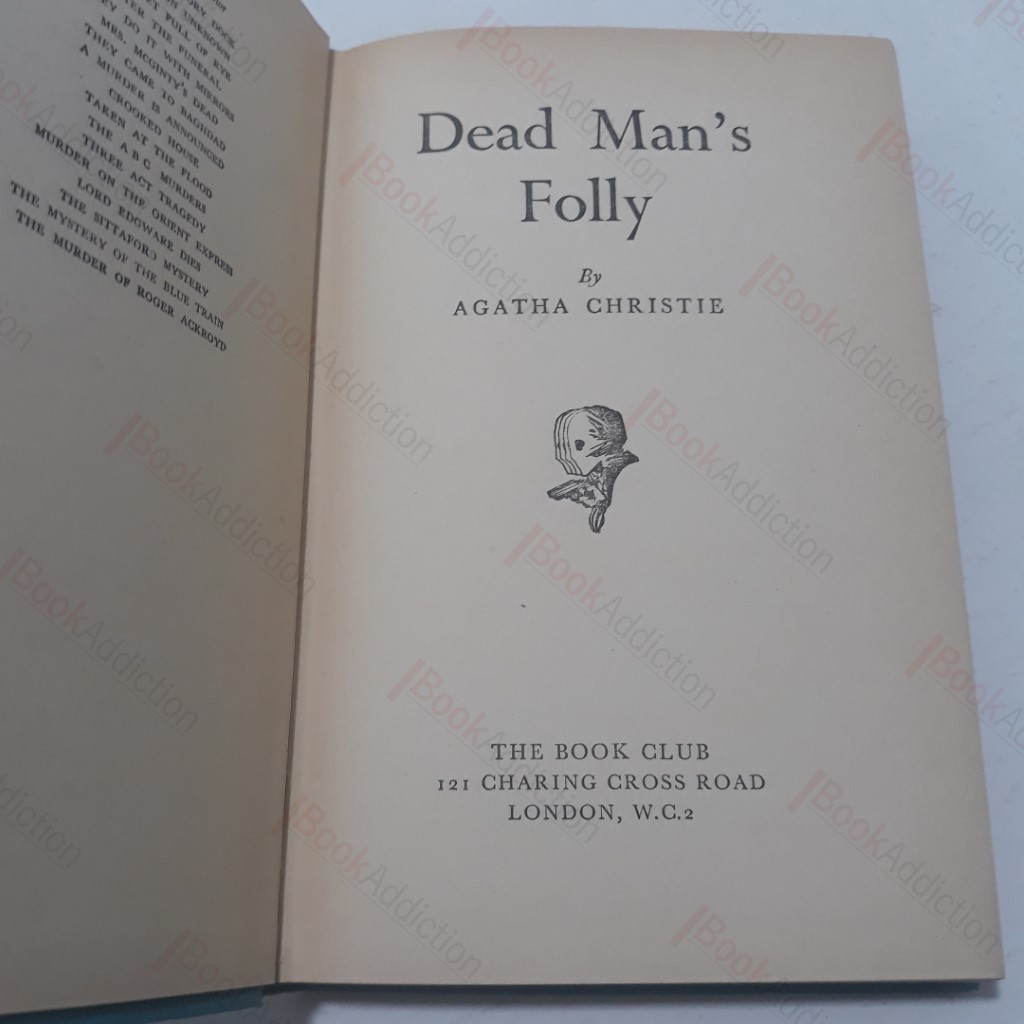 DOCK
UNKNOWN
FULL OF RYE
THE FUNERAL
DO IT WITH MIRRORS
MRS. MCGINTY'S DEAD
THEY CAME TO BAGHDAD
A MURDER IS ANNOUNCED
CROOKED HOUSE
TAKEN AT THE FLOOD
THE A B C MURDERS
THREE ACT TRAGEDY
MURDER ON THE ORIENT EXPRESS
LORD EDGWARE DIES
THE SITTAFORD MYSTERY
THE MYSTERY OF THE BLUE TRAIN
THE MURDER OF ROGER ACKROYD
Dead Man's
Folly
By
AGATHA CHRISTIE
THE BOOK CLUB
121 CHARING CROSS ROAD
LONDON, W.C.2
BookAddiction